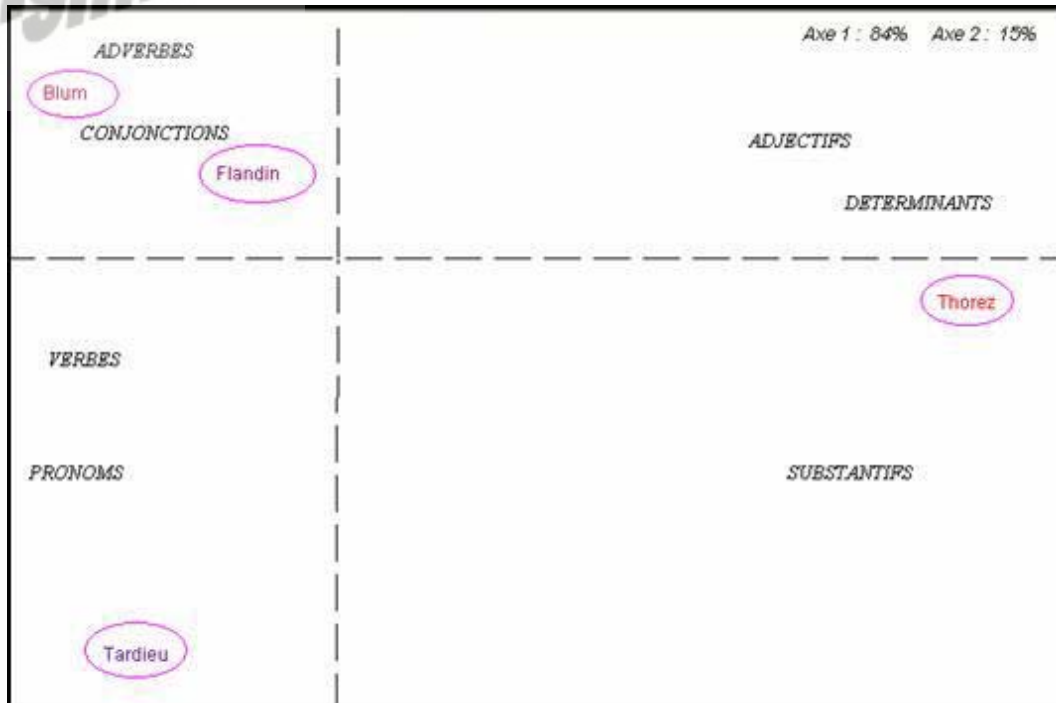 Axe 1 : 84% Axe 2 : 15%
ADVERBES
Blum
CONJONCTIONS
ADJECTIFS
Flandin
DETERMINANTS
Thorez
VERBES
PRONOMS
SUBSTANTIFS
Tardieu